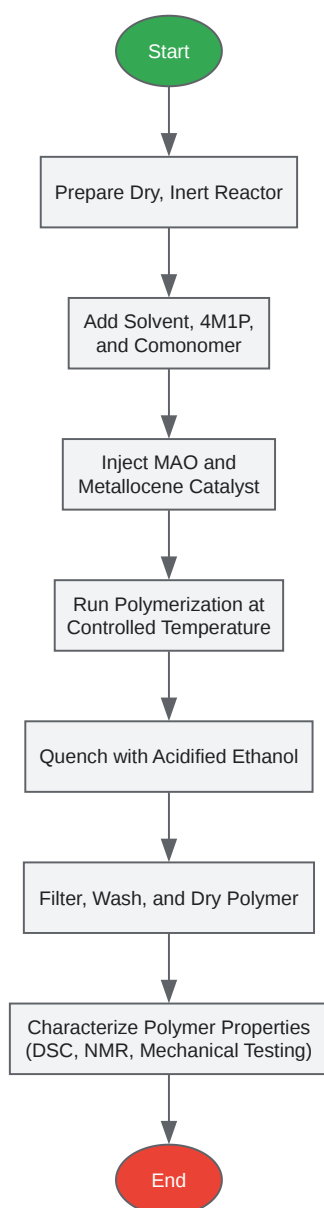 Start
Prepare Dry, Inert Reactor
Add Solvent, 4M1P,
and Comonomer
Inject MAO and
Metallocene Catalyst
Run Polymerization at
Controlled Temperature
Quench with Acidified Ethanol
Filter, Wash, and Dry Polymer
Characterize Polymer Properties
(DSC, NMR, Mechanical Testing)
End